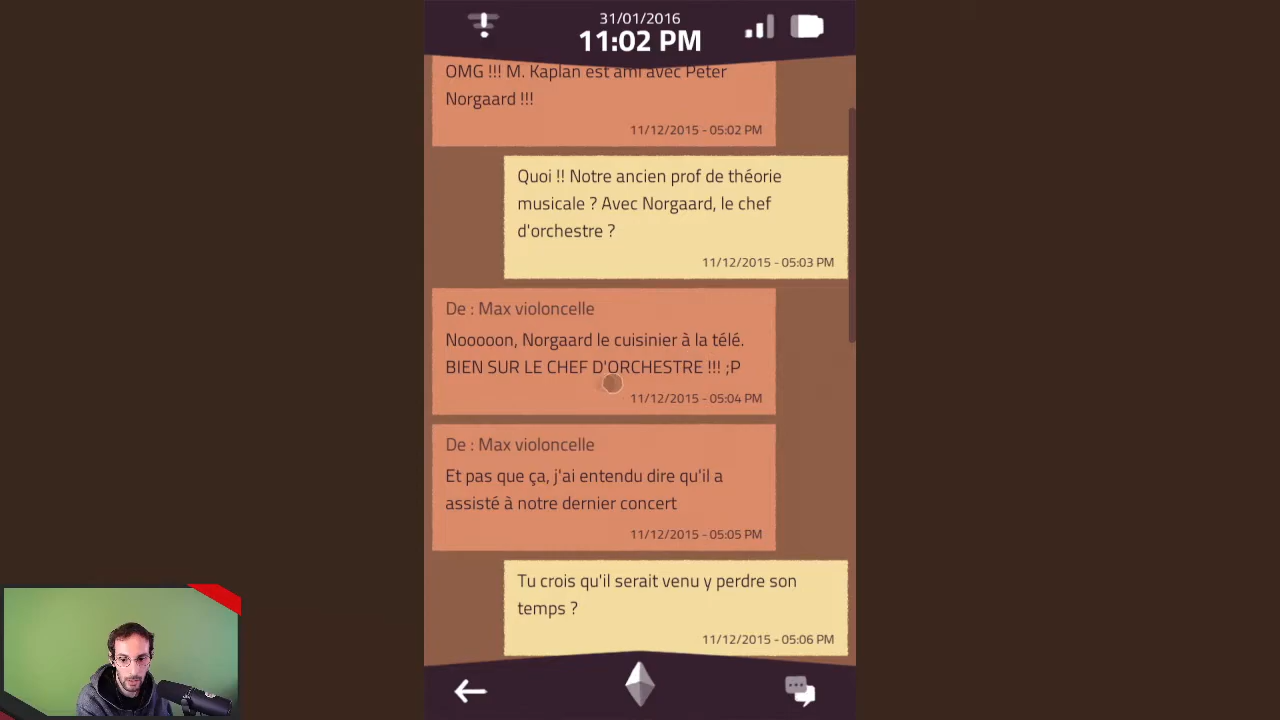 31/01/2016
11:02 PM
OMG !!! M. Kaplan est ami avec Peter
Norgaard !!!
11/12/2015 - 05:02 PM
Quoi !! Notre ancien prof de théorie
musicale ? Avec Norgaard, le chef
d'orchestre ?
11/12/2015 - 05:03 PM
De : Max violoncelle
Nooooon, Norgaard le cuisinier à la télé.
BIEN SUR LE CHEF D'ORCHESTRE !!! ;P
11/12/2015 - 05:04 PM
De : Max violoncelle
Et pas que ça, j'ai entendu dire qu'il a
assisté à notre dernier concert
11/12/2015 - 05:05 PM
Tu crois qu'il serait venu y perdre son
temps ?
11/12/2015 - 05:06 PM